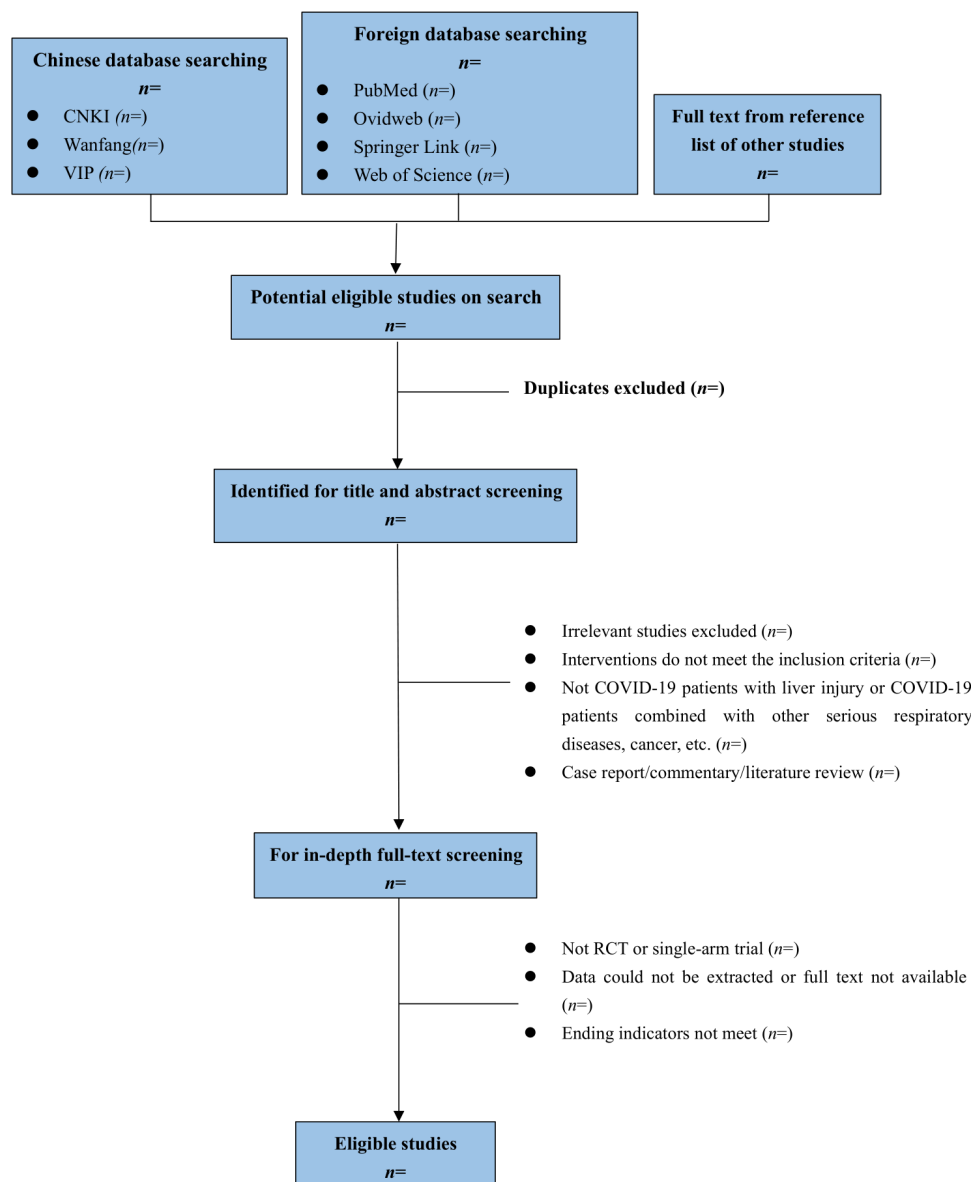 Chinese database searching
n=
● CNKI (n=)
● Wanfang(n=)
● VIP (n=)
Foreign database searching
n=
● PubMed (n=)
● Ovidweb (n=)
● Springer Link (n=)
● Web of Science (n=)
Full text from reference
list of other studies
n=
Potential eligible studies on search
n=
Duplicates excluded (n=)
Identified for title and abstract screening
n=
● Irrelevant studies excluded (n=)
● Interventions do not meet the inclusion criteria (n=)
● Not COVID-19 patients with liver injury or COVID-19
patients combined with other serious respiratory
diseases, cancer, etc. (n=)
● Case report/commentary/literature review (n=)
For in-depth full-text screening
n=
● Not RCT or single-arm trial (n=)
● Data could not be extracted or full text not available
(n=)
● Ending indicators not meet (n=)
Eligible studies
n=